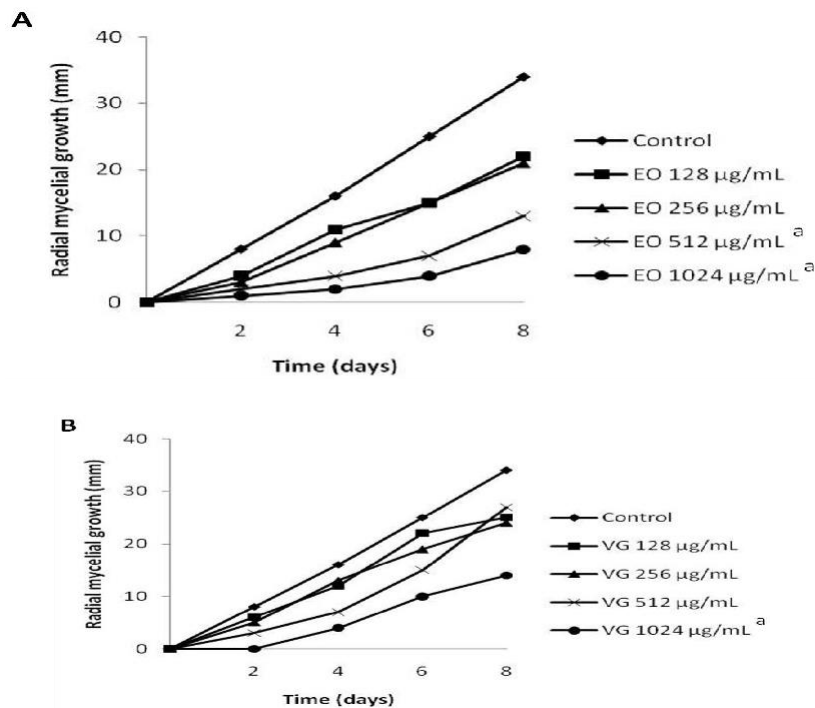 A
40
30
20
10
0
Radial mycelial growth (mm)
2 4 6 8
Time (days)
Control
EO 128 µg/mL
EO 256 µg/mL
EO 512 µg/mL a
EO 1024 µg/mL a
B
40
30
20
10
0
Radial mycelial growth (mm)
2 4 6 8
Time (days)
Control
VG 128 µg/mL
VG 256 µg/mL
VG 512 µg/mL
VG 1024 µg/mL a